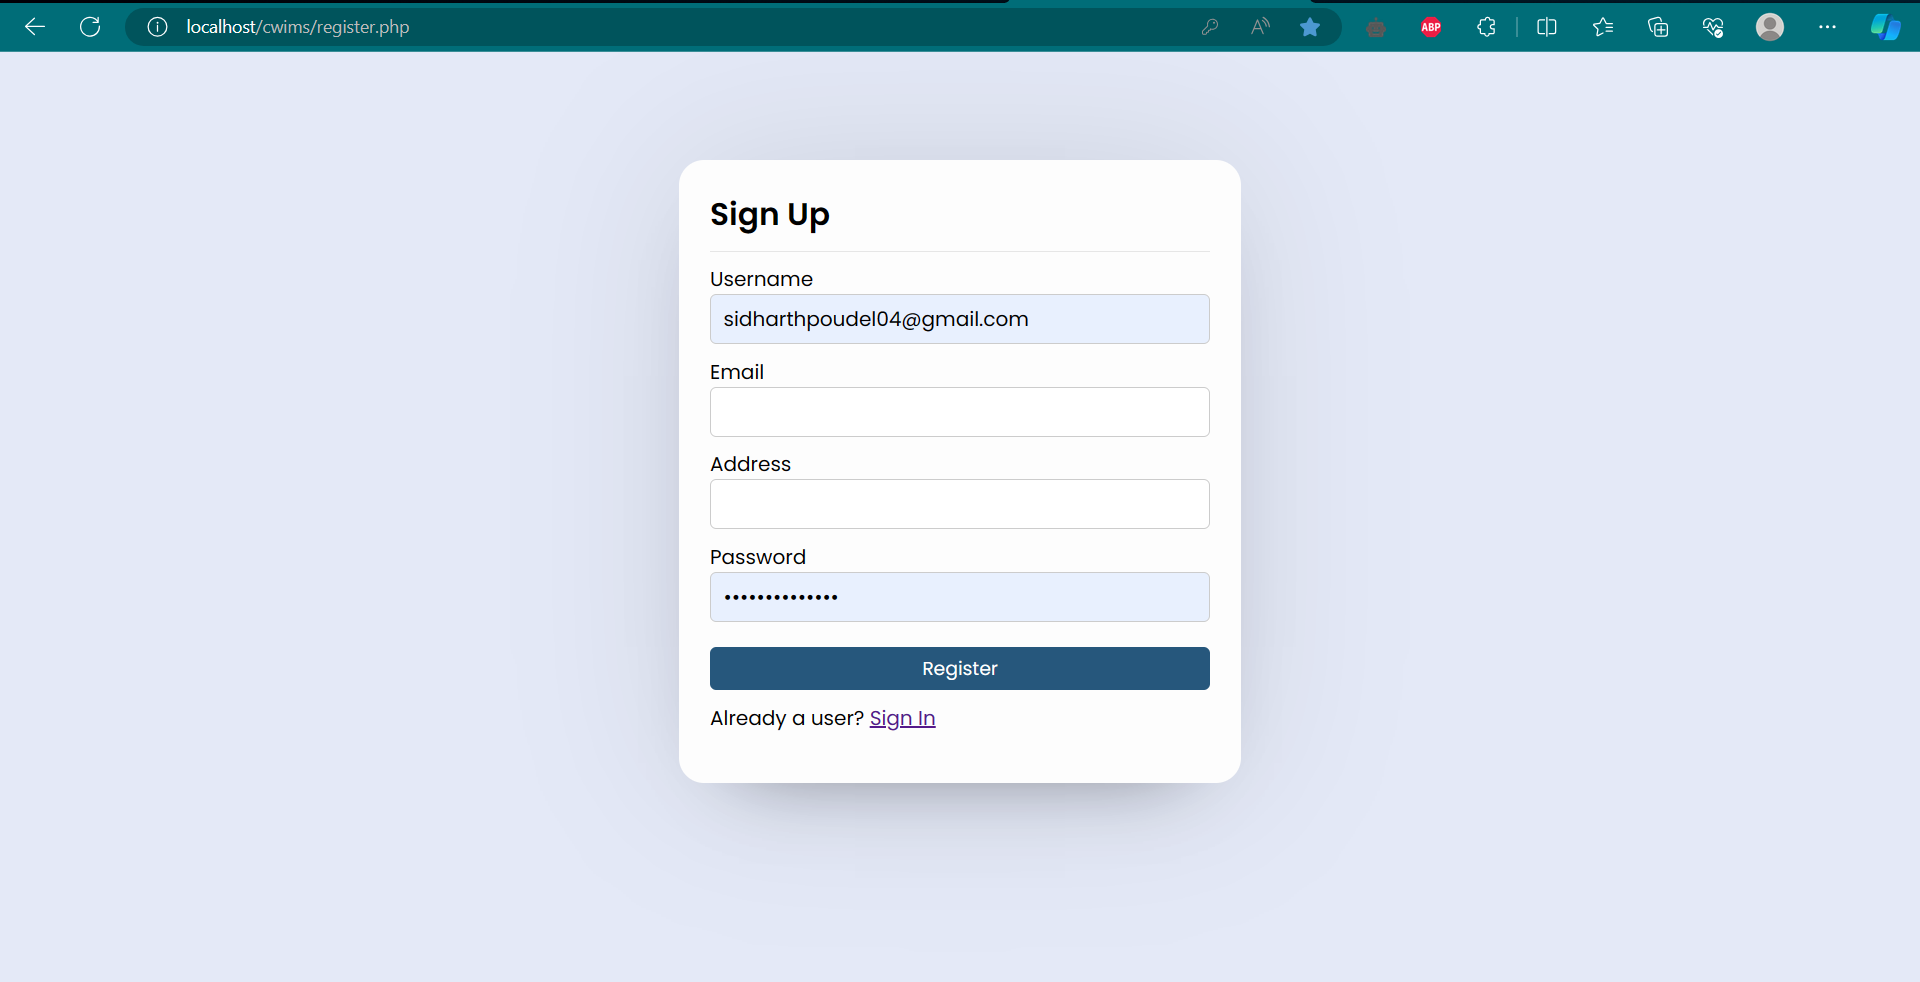 localhost/cwims/register.php
ABP
Sign Up
Username
sidharthpoudel04@gmail.com
Email
Address
Password
••••••••••••••
Register
Already a user? Sign In